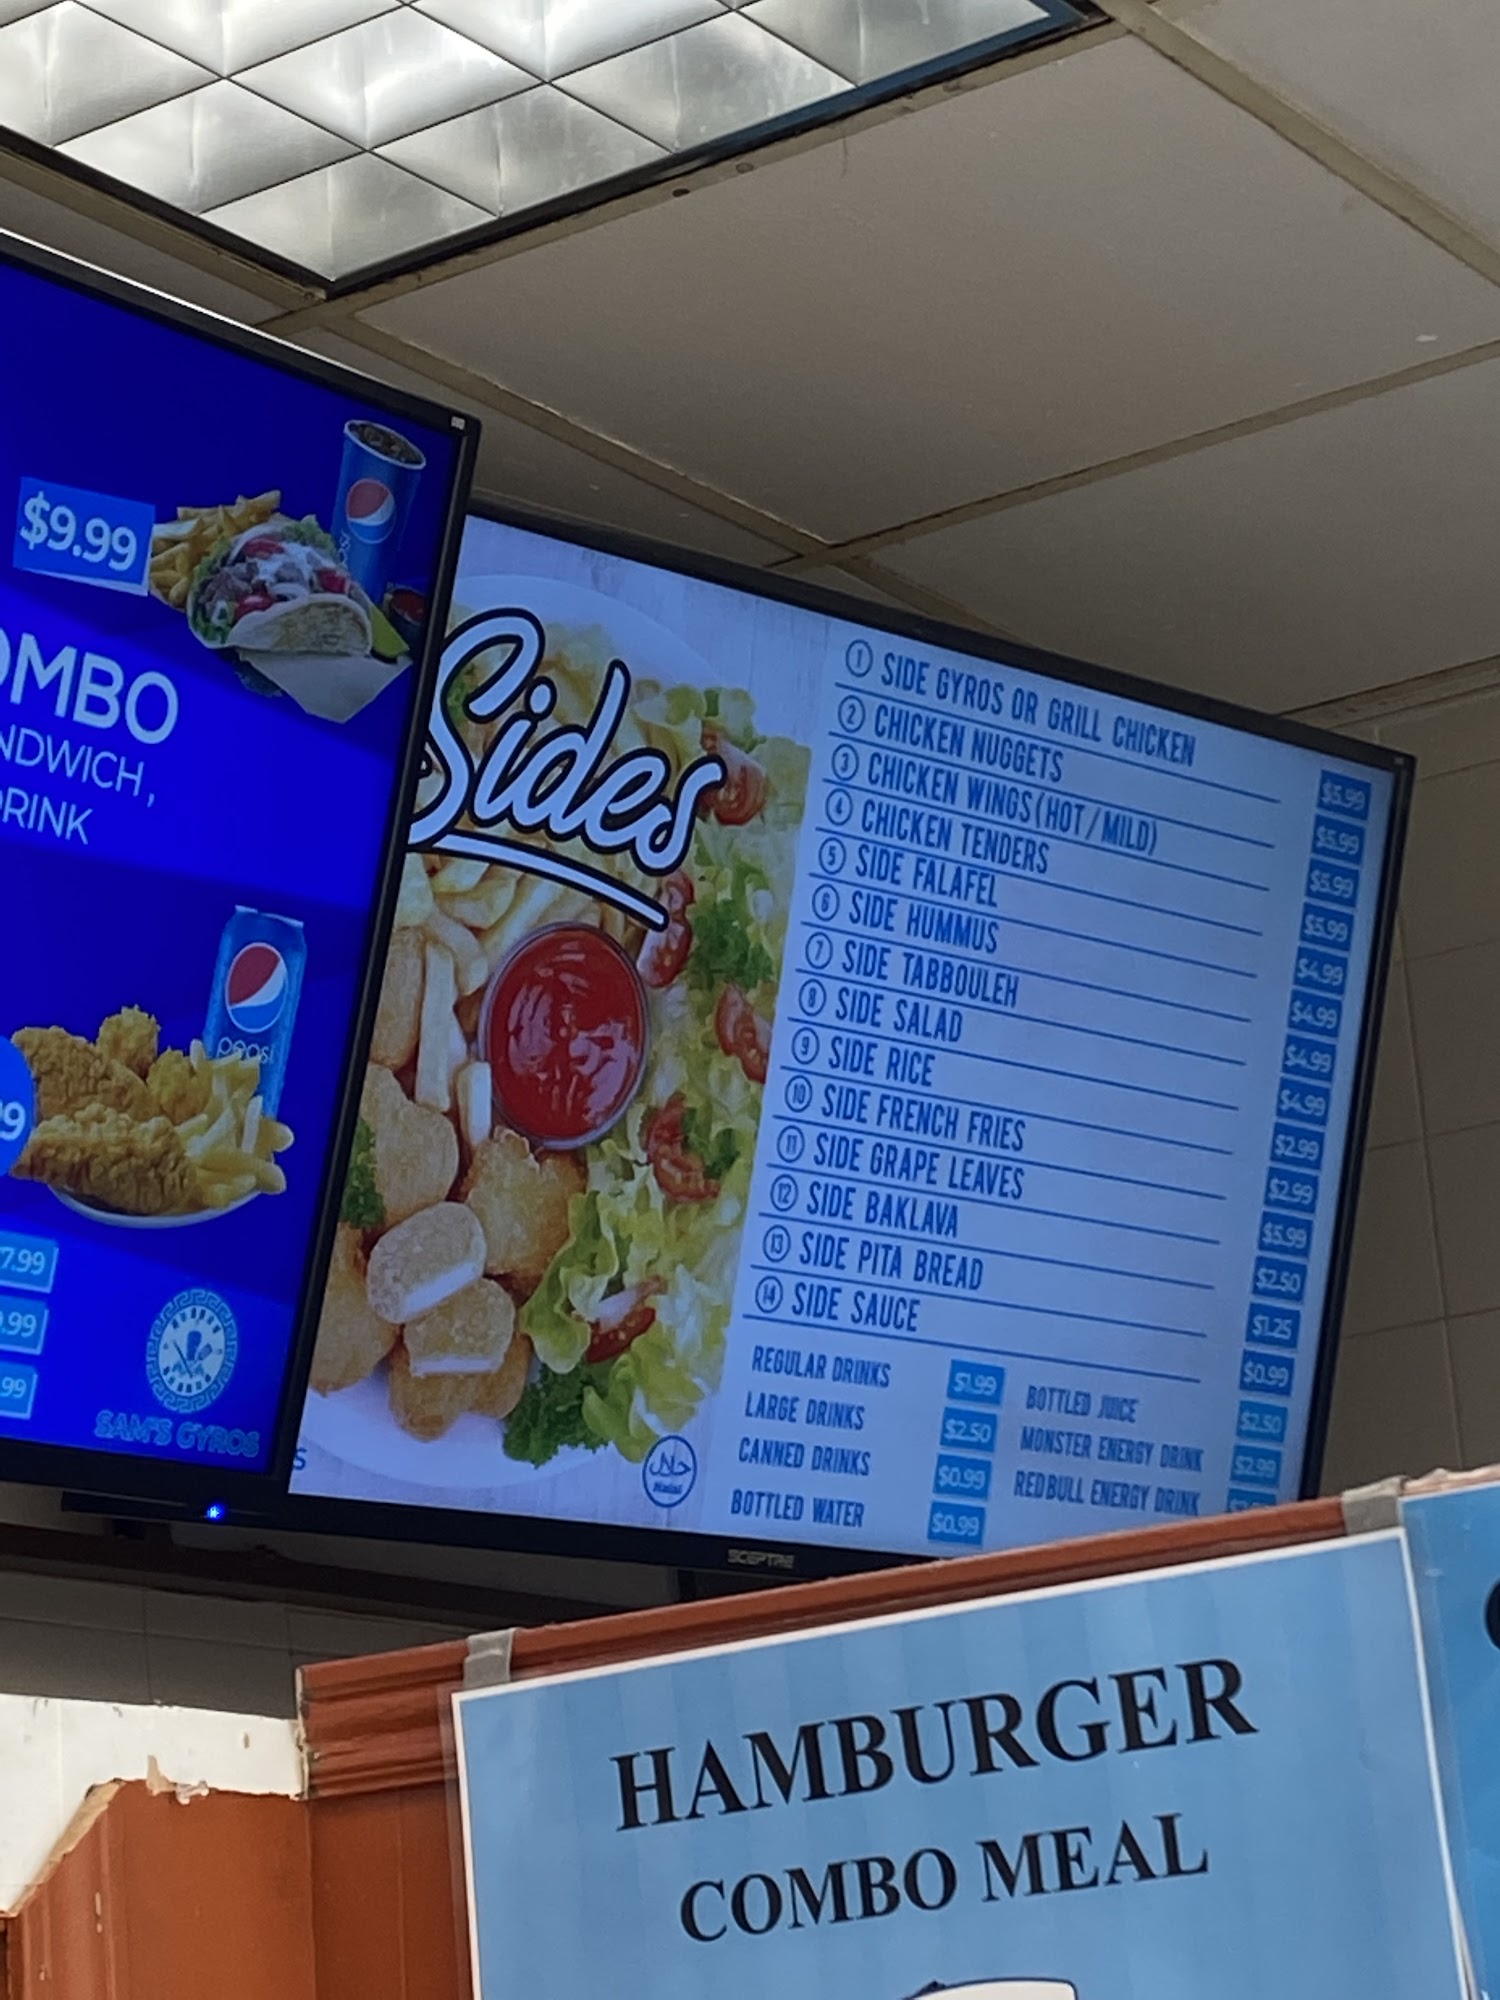 $9.99
OMBO
NDWICH,
DRINK
pepsi
9
7.99
.99
.99
SAM'S GYROS
Sides
1 SIDE GYROS OR GRILL CHICKEN $5.99
2 CHICKEN NUGGETS $5.99
3 CHICKEN WINGS (HOT / MILD) $5.99
4 CHICKEN TENDERS $5.99
5 SIDE FALAFEL $4.99
6 SIDE HUMMUS $4.99
7 SIDE TABBOULEH $4.99
8 SIDE SALAD $4.99
9 SIDE RICE $2.99
10 SIDE FRENCH FRIES $2.99
11 SIDE GRAPE LEAVES $5.99
12 SIDE BAKLAVA $2.50
13 SIDE PITA BREAD $1.25
14 SIDE SAUCE $0.99
REGULAR DRINKS $1.99
LARGE DRINKS $2.50
CANNED DRINKS $0.99
BOTTLED WATER $0.99
BOTTLED JUICE $2.50
MONSTER ENERGY DRINK $2.99
REDBULL ENERGY DRINK
S
حلال
Halal
SCEPTRE
HAMBURGER
COMBO MEAL